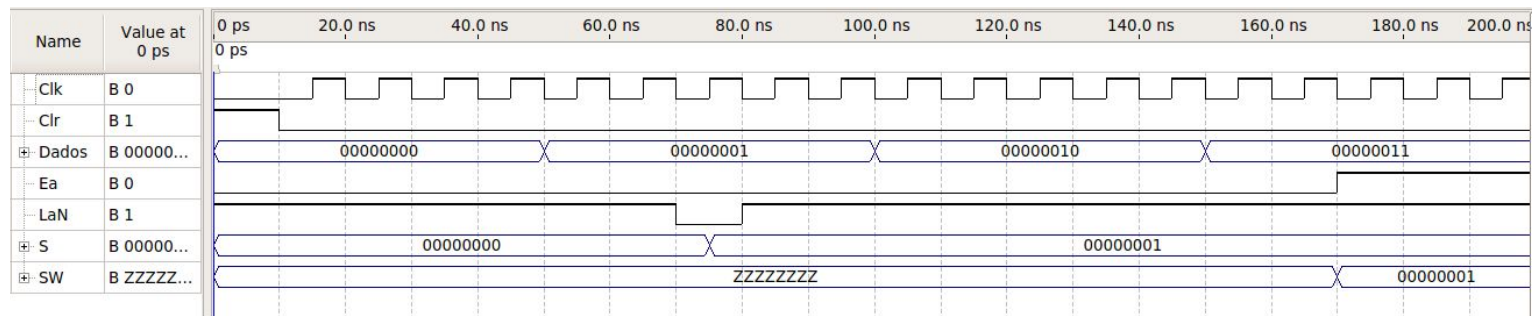 Name Value at 0 ps 0 ps 20.0 ns 40.0 ns 60.0 ns 80.0 ns 100.0 ns 120.0 ns 140.0 ns 160.0 ns 180.0 ns 200.0 ns
0 ps
Clk B 0
Clr B 1
Dados B 00000... 00000000 00000001 00000010 00000011
Ea B 0
LaN B 1
S B 00000... 00000000 00000001
SW B ZZZZZ... ZZZZZZZZ 00000001